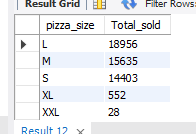 Result Grid Filter Rows:
pizza_size Total_sold
L 18956
M 15635
S 14403
XL 552
XXL 28
Result 12 ×